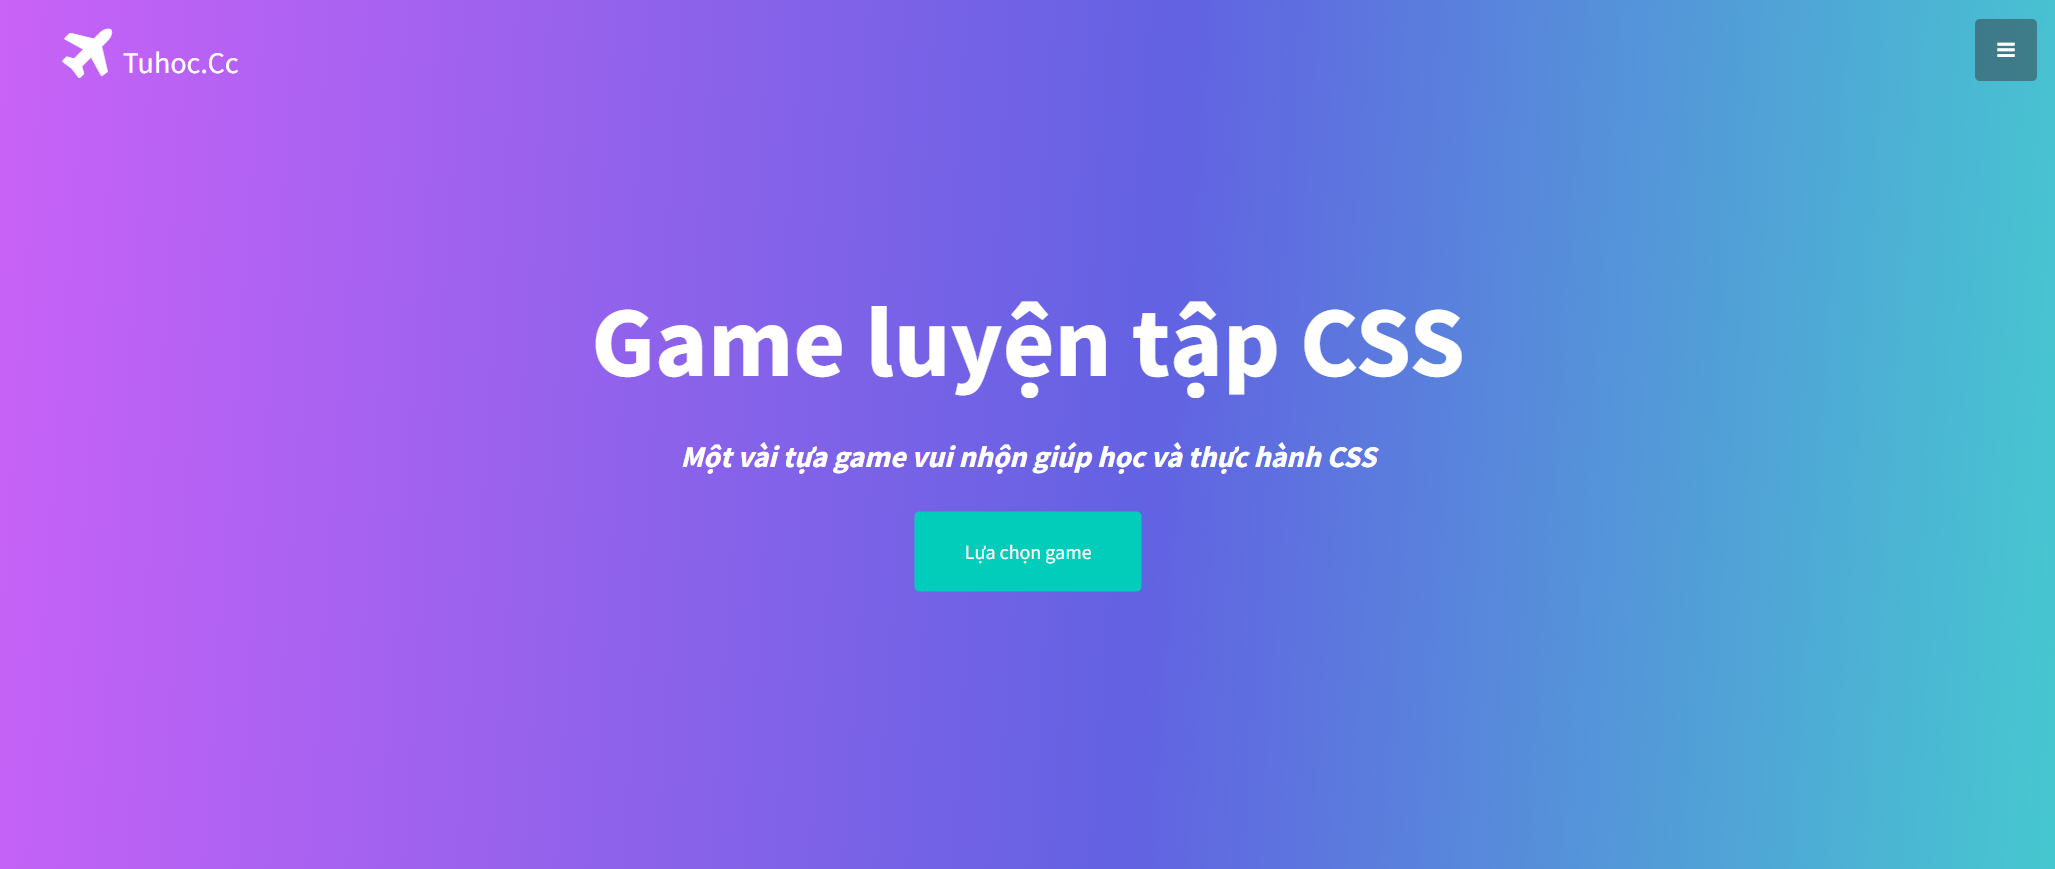 Tuhoc.Cc
Game luyện tập CSS
Một vài tựa game vui nhộn giúp học và thực hành CSS
Lựa chọn game